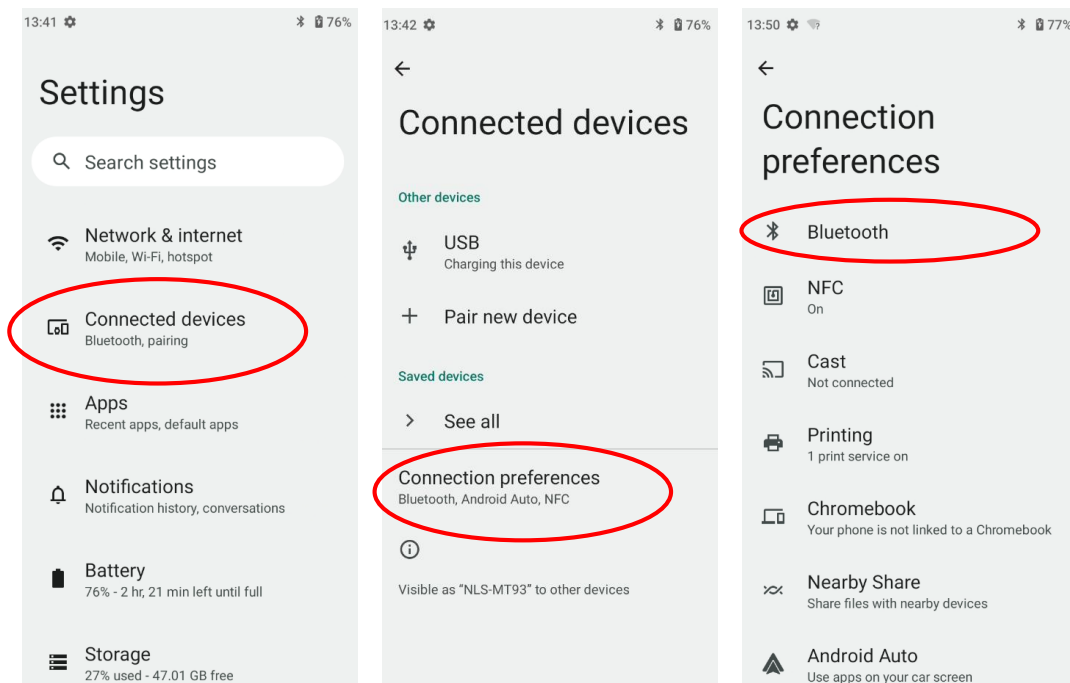 13:41 76%
Settings
Search settings
Network & internet
Mobile, Wi-Fi, hotspot
Connected devices
Bluetooth, pairing
Apps
Recent apps, default apps
Notifications
Notification history, conversations
Battery
76% - 2 hr, 21 min left until full
Storage
27% used - 47.01 GB free
13:42 76%
Connected devices
Other devices
USB
Charging this device
Pair new device
Saved devices
See all
Connection preferences
Bluetooth, Android Auto, NFC
Visible as “NLS-MT93” to other devices
13:50 77%
Connection
preferences
Bluetooth
NFC
On
Cast
Not connected
Printing
1 print service on
Chromebook
Your phone is not linked to a Chromebook
Nearby Share
Share files with nearby devices
Android Auto
Use apps on your car screen